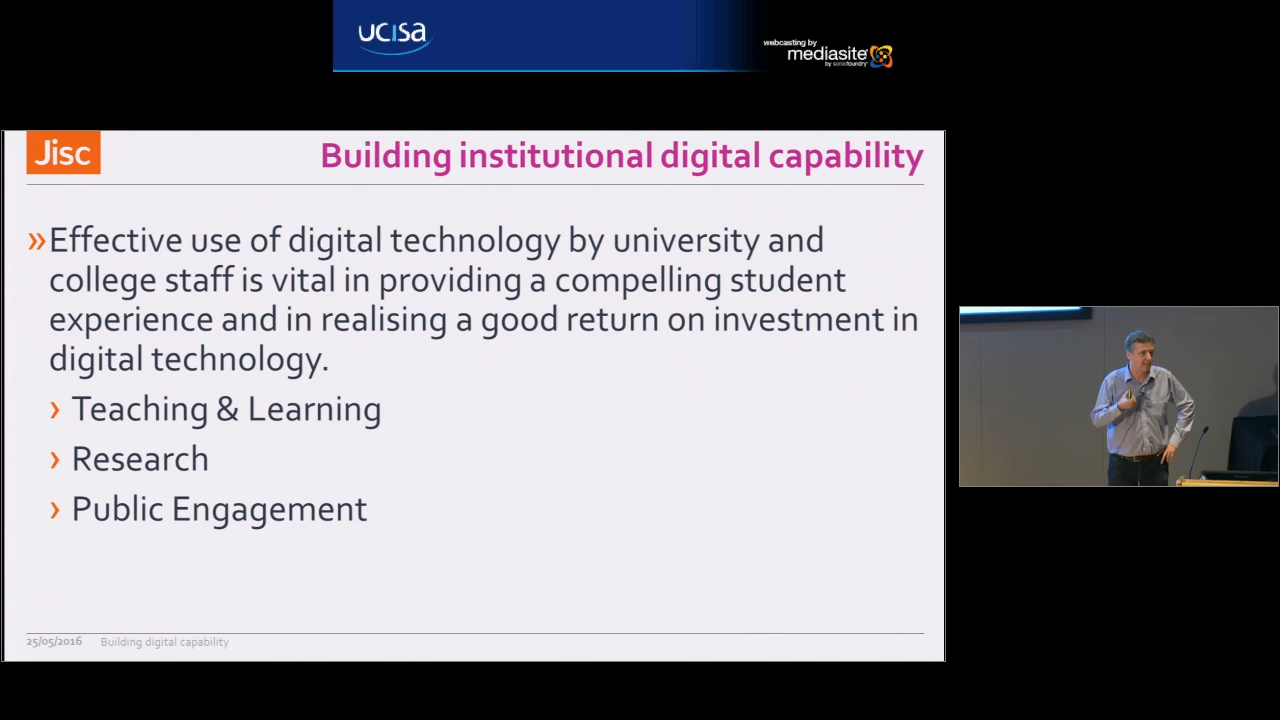 ucisa
webcasting by
mediasite
by sonicfoundry
Jisc
Building institutional digital capability
» Effective use of digital technology by university and
college staff is vital in providing a compelling student
experience and in realising a good return on investment in
digital technology.
› Teaching & Learning
› Research
› Public Engagement
25/05/2016 Building digital capability